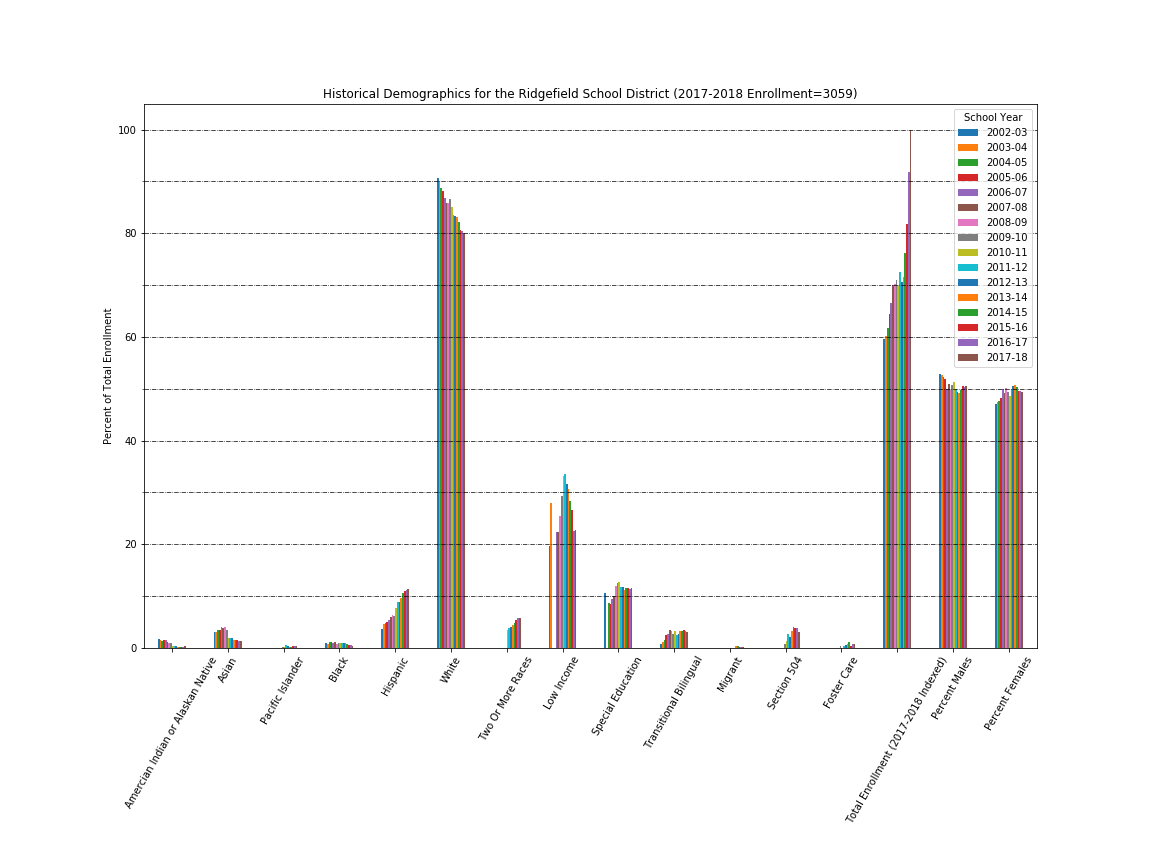 Historical Demographics for the Ridgefield School District (2017-2018 Enrollment=3059)
Percent of Total Enrollment
100
80
60
40
20
0
School Year
2002-03
2003-04
2004-05
2005-06
2006-07
2007-08
2008-09
2009-10
2010-11
2011-12
2012-13
2013-14
2014-15
2015-16
2016-17
2017-18
Amercian Indian or Alaskan Native
Asian
Pacific Islander
Black
Hispanic
White
Two Or More Races
Low Income
Special Education
Transitional Bilingual
Migrant
Section 504
Foster Care
Total Enrollment (2017-2018 Indexed)
Percent Males
Percent Females